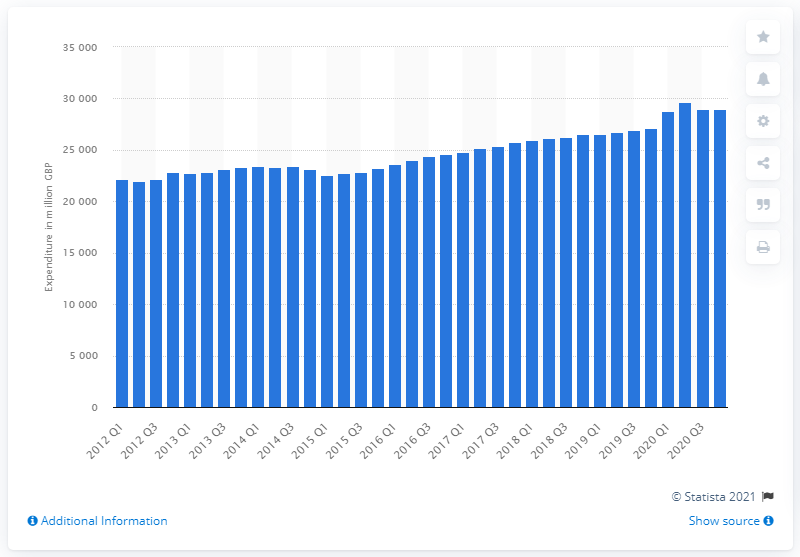 35 000
30 000
25 000
20 000
15 000
10 000
5 000
0
Expenditure in million GBP
2012 Q1
2012 Q3
2013 Q1
2013 Q3
2014 Q1
2014 Q3
2015 Q1
2015 Q3
2016 Q1
2016 Q3
2017 Q1
2017 Q3
2018 Q1
2018 Q3
2019 Q1
2019 Q3
2020 Q1
2020 Q3
© Statista 2021
Additional Information
Show source